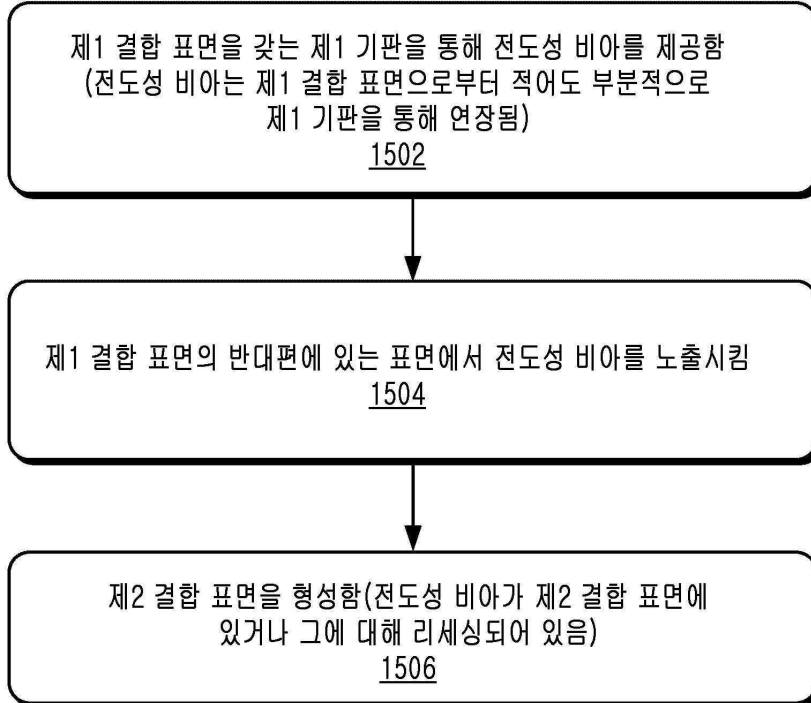 제1 결합 표면을 갖는 제1 기판을 통해 전도성 비아를 제공함
(전도성 비아는 제1 결합 표면으로부터 적어도 부분적으로
제1 기판을 통해 연장됨)
1502
제1 결합 표면의 반대편에 있는 표면에서 전도성 비아를 노출시킴
1504
제2 결합 표면을 형성함(전도성 비아가 제2 결합 표면에
있거나 그에 대해 리세싱되어 있음)
1506